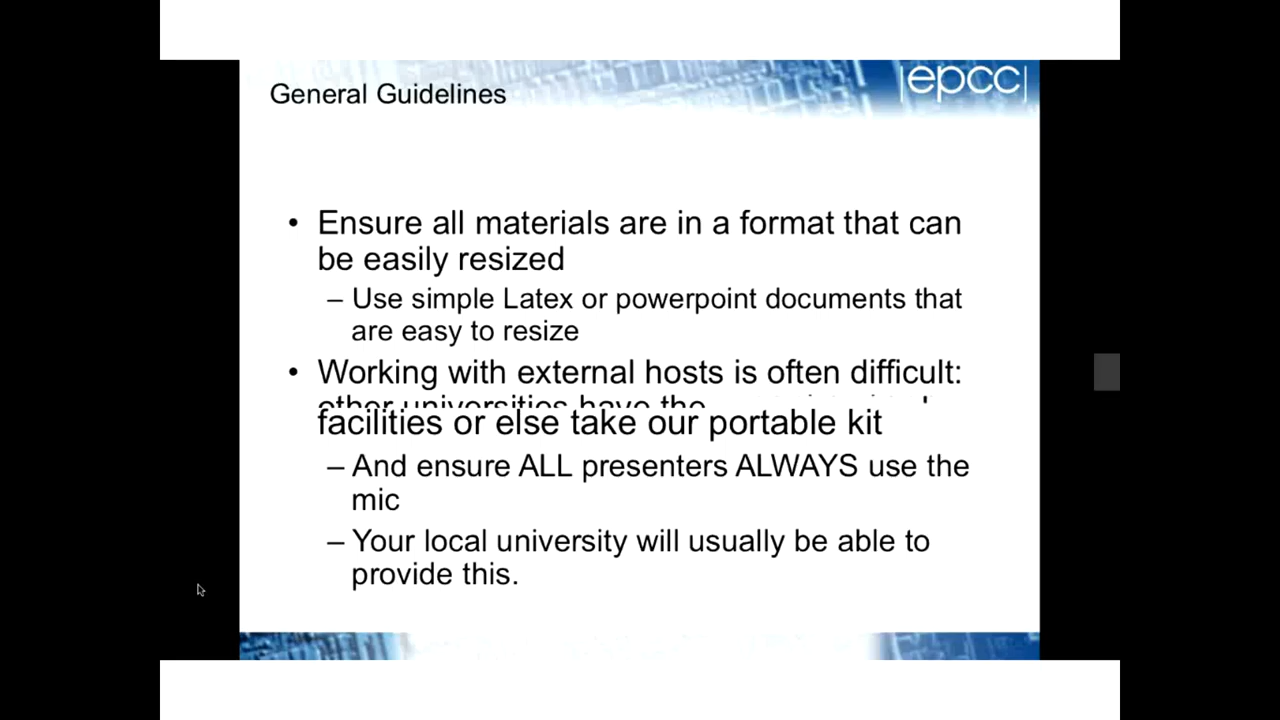 |epcc|
General Guidelines
• Ensure all materials are in a format that can
be easily resized
– Use simple Latex or powerpoint documents that
are easy to resize
• Working with external hosts is often difficult:
other universities have the
facilities or else take our portable kit
– And ensure ALL presenters ALWAYS use the
mic
– Your local university will usually be able to
provide this.